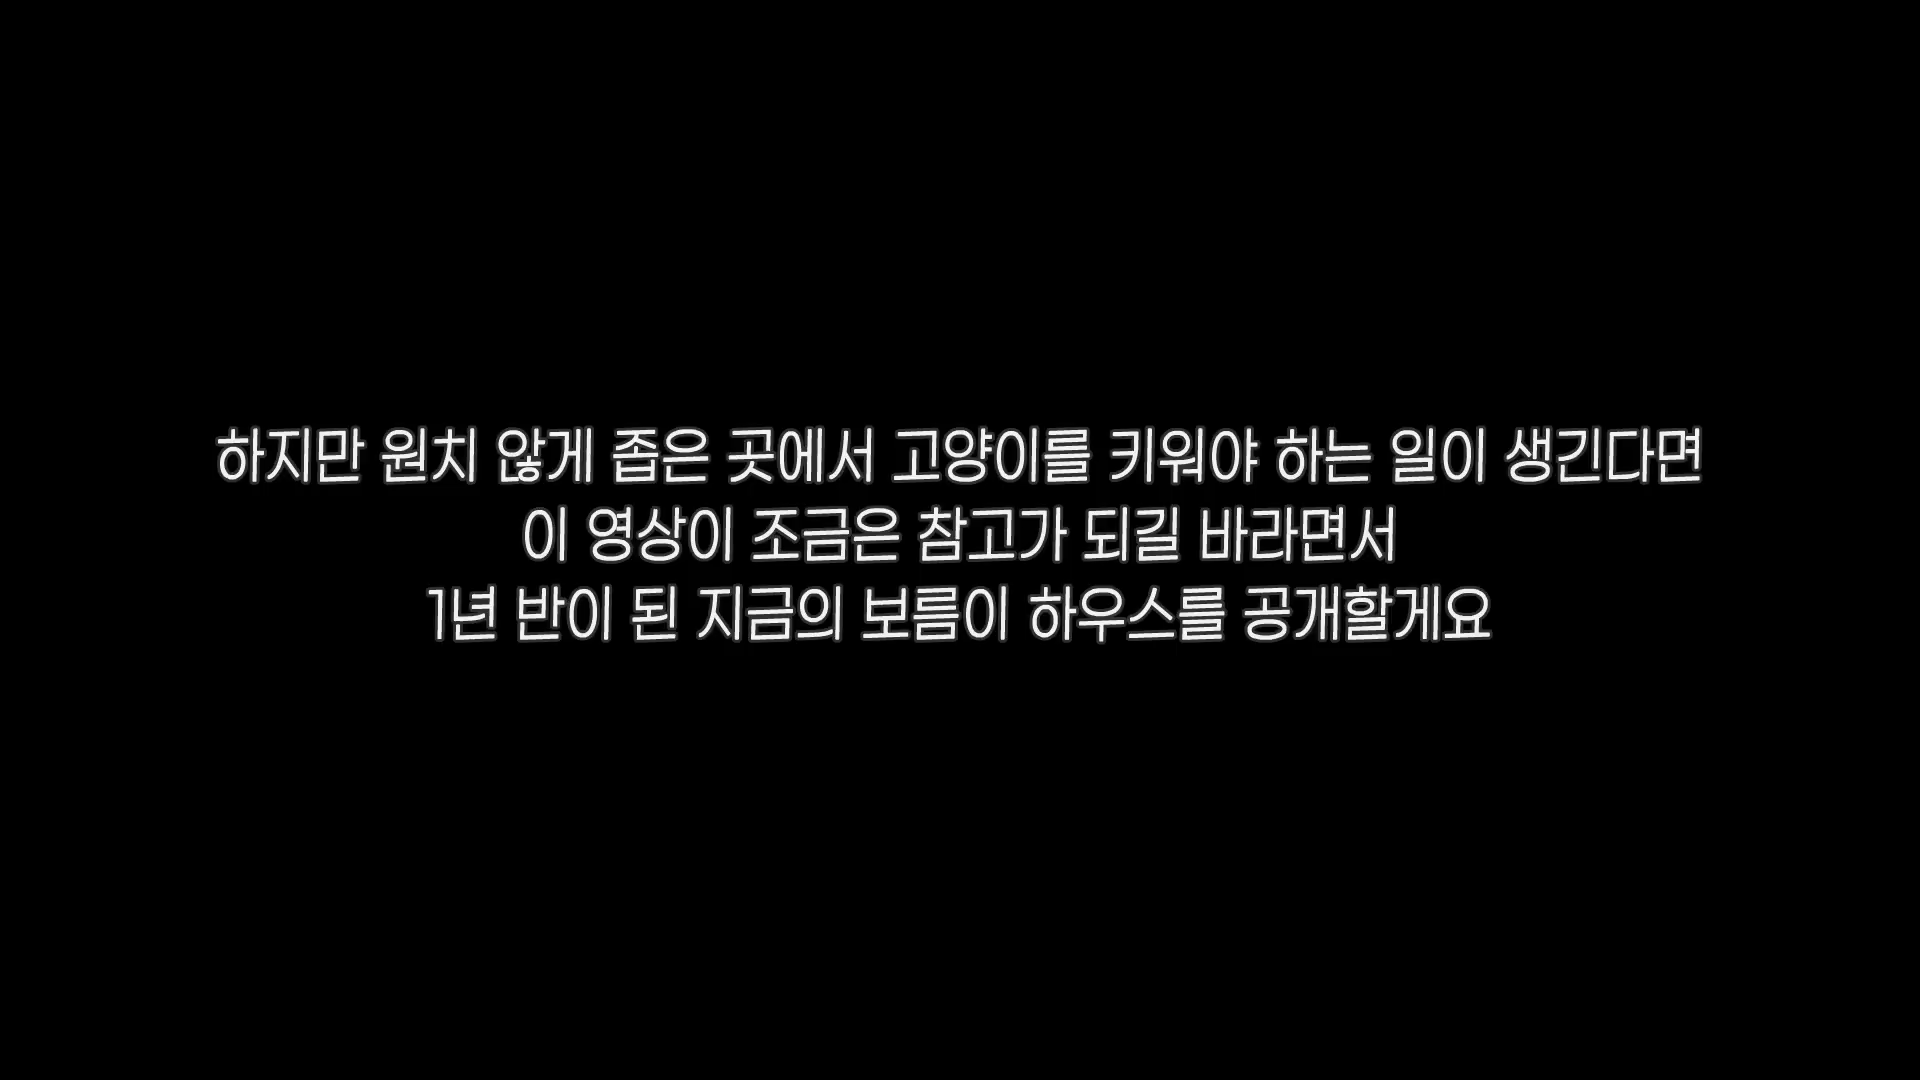 하지만 원치 않게 좁은 곳에서 고양이를 키워야 하는 일이 생긴다면
이 영상이 조금은 참고가 되길 바라면서
1년 반이 된 지금의 보름이 하우스를 공개할게요